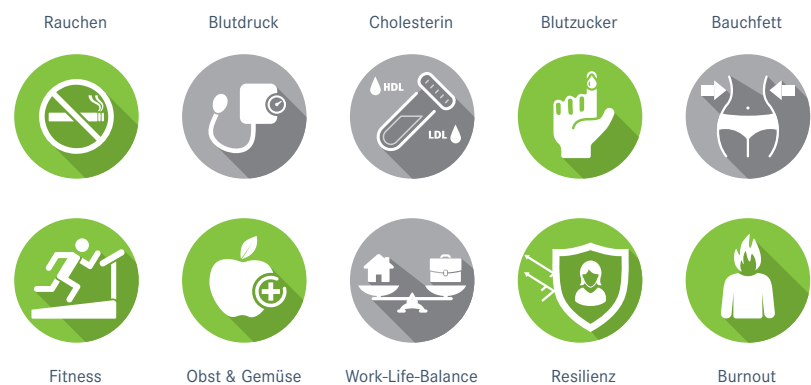 Rauchen
Blutdruck
Cholesterin
Blutzucker
Bauchfett
HDL
LDL
Fitness
Obst & Gemüse
Work-Life-Balance
Resilienz
Burnout